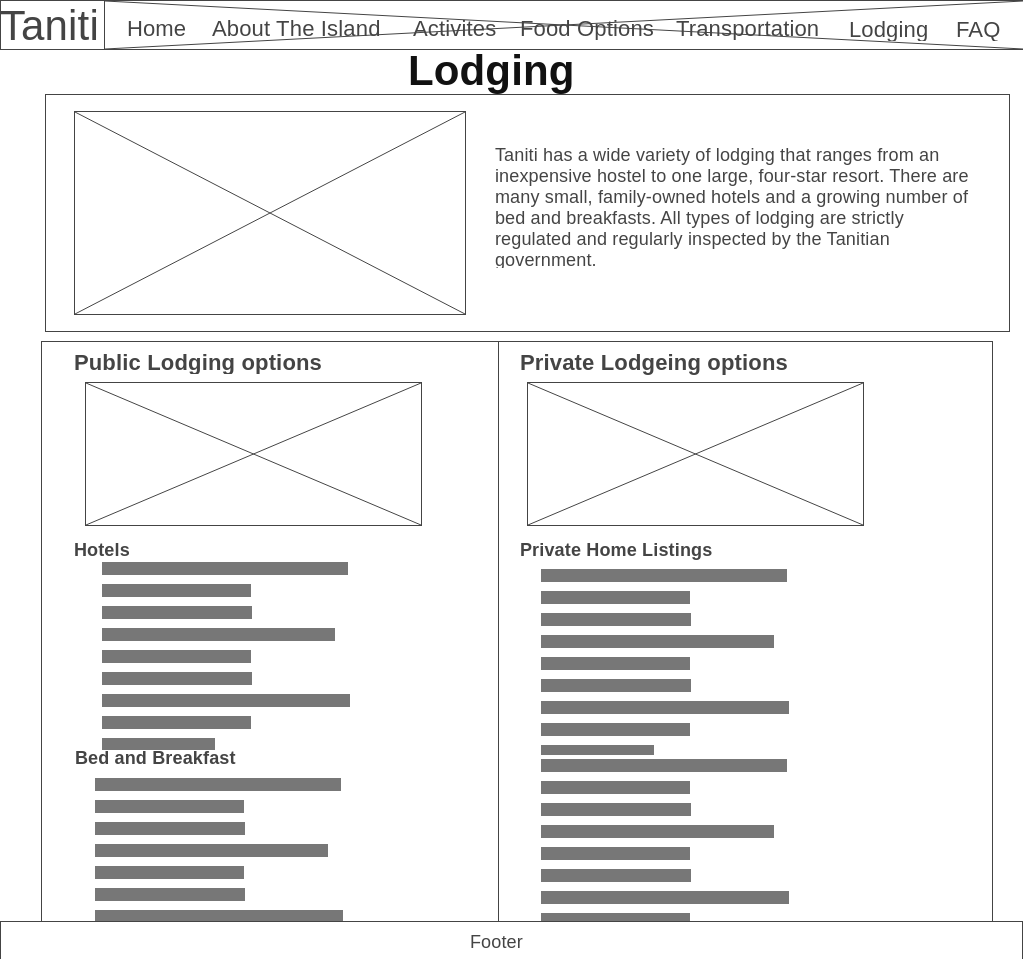 Taniti Home About The Island Activites Food Options Transportation Lodging FAQ
Lodging
Taniti has a wide variety of lodging that ranges from an
inexpensive hostel to one large, four-star resort. There are
many small, family-owned hotels and a growing number of
bed and breakfasts. All types of lodging are strictly
regulated and regularly inspected by the Tanitian
government.
Public Lodging options
Private Lodgeing options
Hotels
Private Home Listings
Bed and Breakfast
Footer